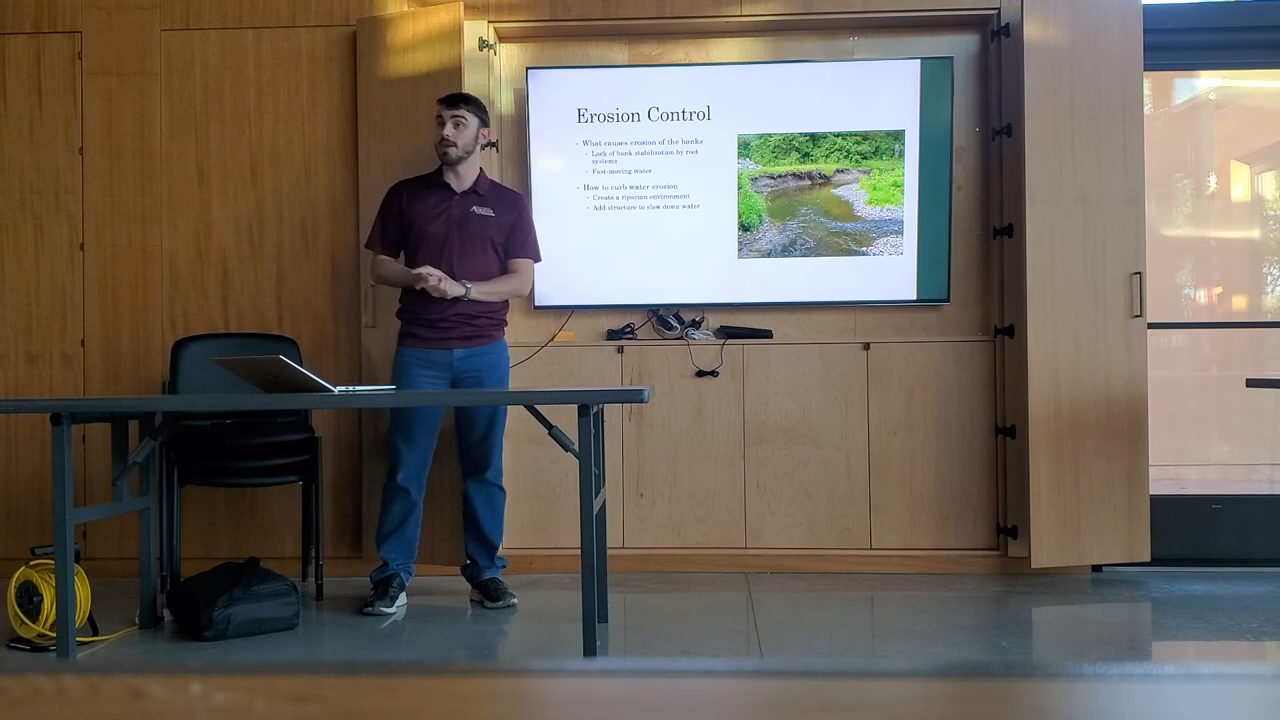 Erosion Control
- What causes erosion of the banks
- Lack of bank stabilization by root
systems
- Fast-moving water
- How to curb water erosion
- Create a riparian environment
- Add structure to slow down water